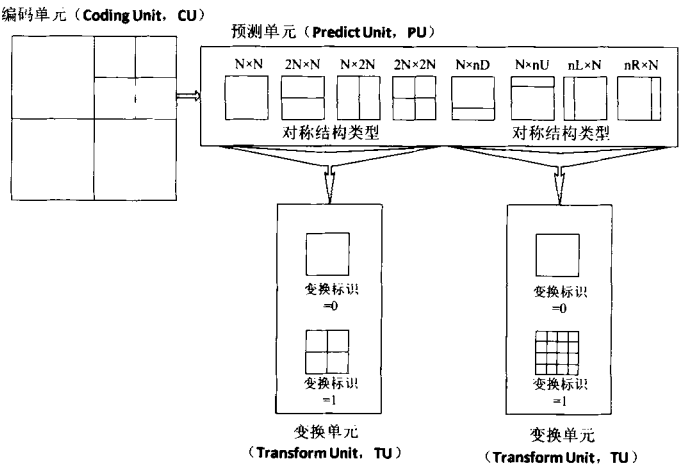 编码单元（Coding Unit，CU）
预测单元（Predict Unit，PU）
N×N 2N×N N×2N 2N×2N N×nD N×nU nL×N nR×N
对称结构类型 对称结构类型
变换标识 变换标识
=0 =0
变换标识 变换标识
=1 =1
变换单元 变换单元
（Transform Unit，TU） （Transform Unit，TU）